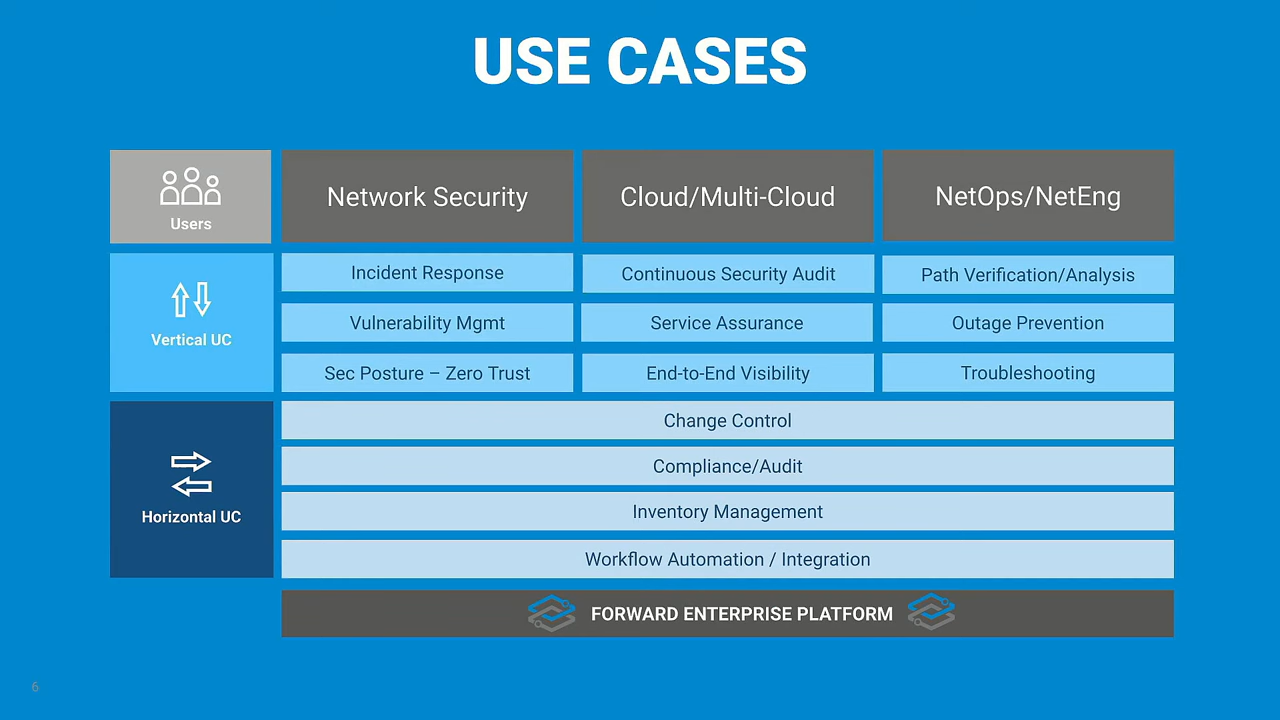 USE CASES
Users
Network Security
Cloud/Multi-Cloud
NetOps/NetEng
Vertical UC
Incident Response
Continuous Security Audit
Path Verification/Analysis
Vulnerability Mgmt
Service Assurance
Outage Prevention
Sec Posture – Zero Trust
End-to-End Visibility
Troubleshooting
Horizontal UC
Change Control
Compliance/Audit
Inventory Management
Workflow Automation / Integration
FORWARD ENTERPRISE PLATFORM
6